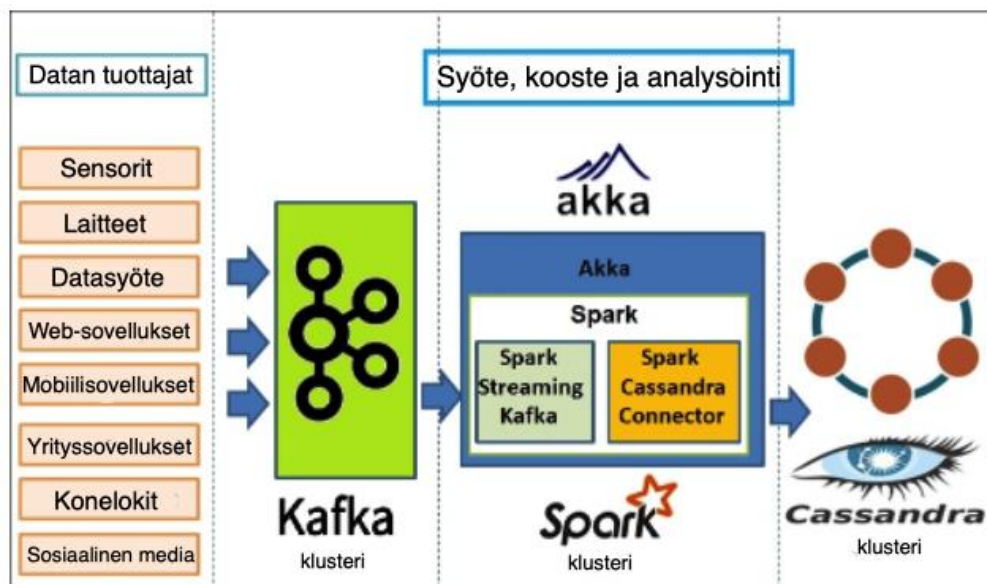 Datan tuottajat
Sensorit
Laitteet
Datasyöte
Web-sovellukset
Mobiilisovellukset
Yrityssovellukset
Konelokit
Sosiaalinen media
Kafka
klusteri
Syöte, kooste ja analysointi
akka
Akka
Spark
Spark
Streaming
Kafka
Spark
Cassandra
Connector
Spark
klusteri
Cassandra
klusteri